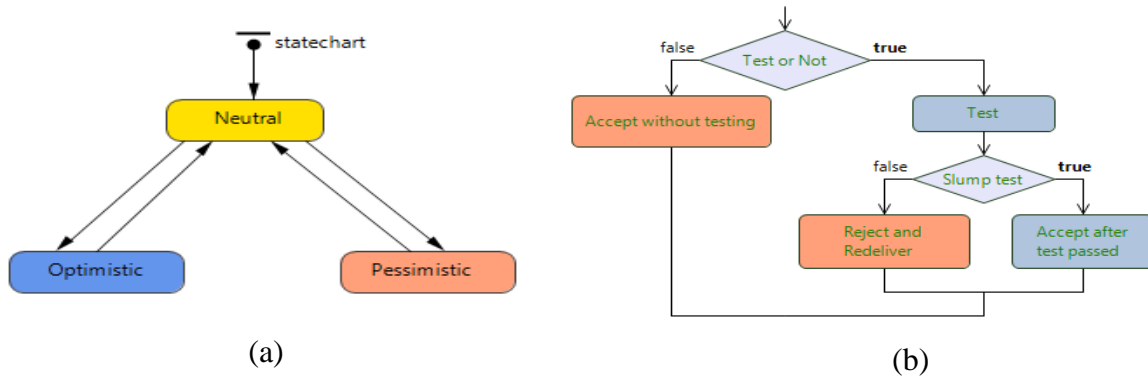 statechart
Neutral
Optimistic
Pessimistic
(a)
false
Test or Not
true
Accept without testing
Test
false
Slump test
true
Reject and
Redeliver
Accept after
test passed
(b)